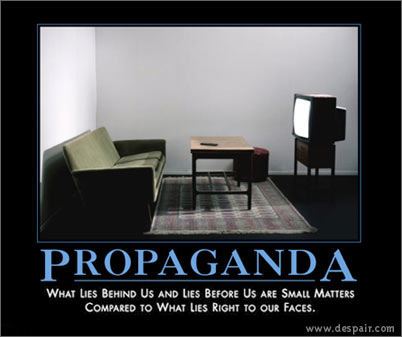 PROPAGANDA
WHAT LIES BEHIND US AND LIES BEFORE US ARE SMALL MATTERS
COMPARED TO WHAT LIES RIGHT TO OUR FACES.
www.despair.com